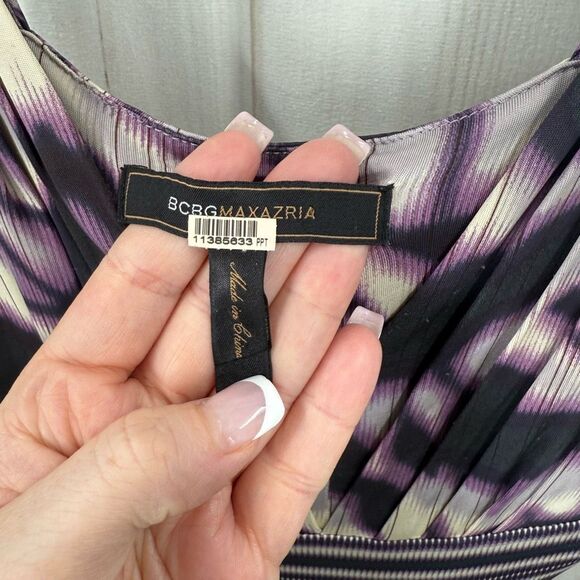 BCBGMAXAZRIA
11385633 PPT
Made in China